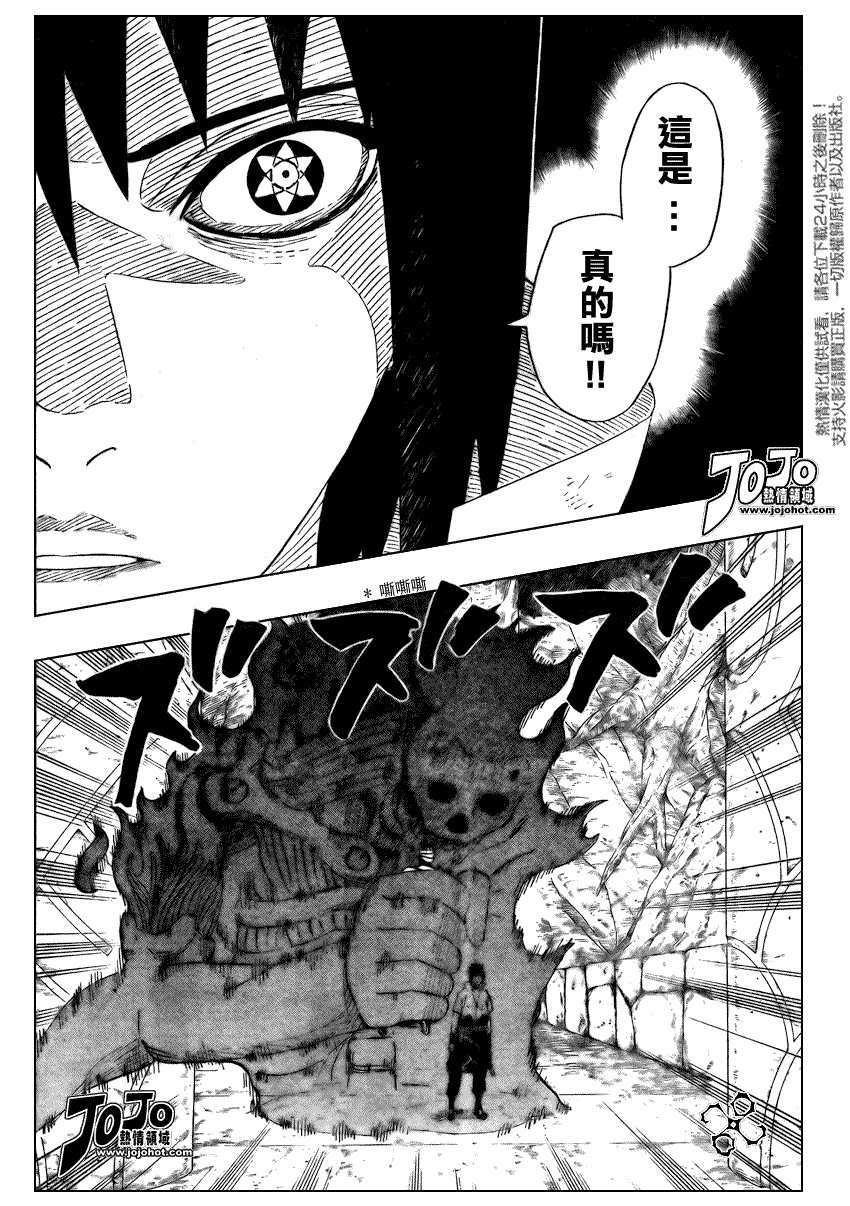 這是…
真的嗎!!
熱情漢化僅供試看，請各位下載24小時之後刪除！
支持火影請購買正版，一切版權歸原作者以及出版社。
JOJO
熱情領域
www.jojohot.com
* 嘶嘶嘶
ズズズ
JOJO
熱情領域
www.jojohot.com